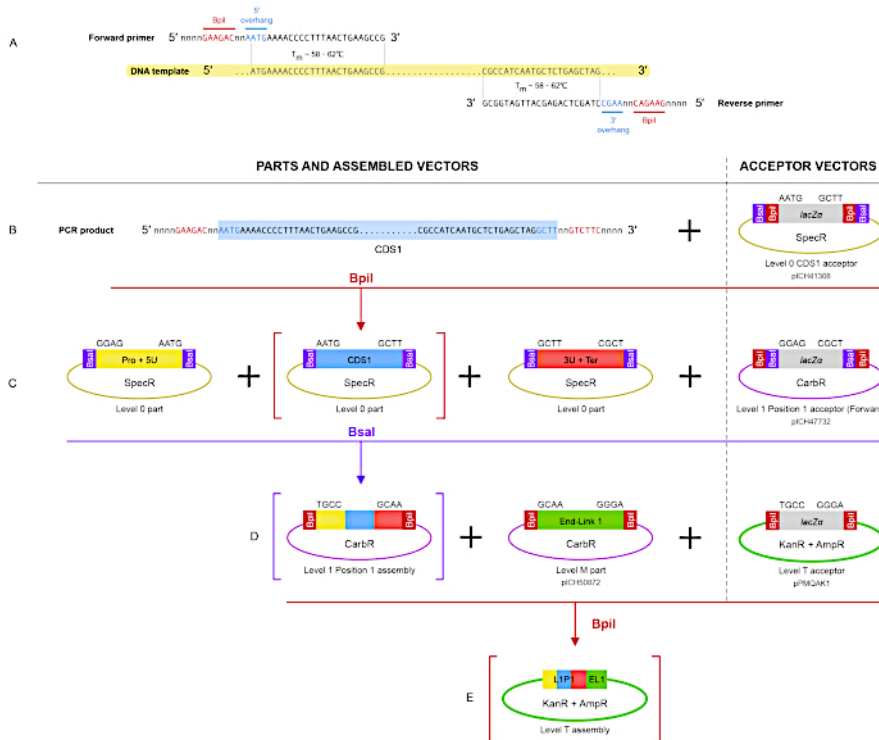 BpiI
5'
overhang
A
Forward primer 5' nnnnGAAGACnnAATGAAAACCCCTTTAACTGAAGCCG 3'
Tm ~ 58 - 62°C
DNA template 5' ...ATGAAAACCCCTTTAACTGAAGCCG..................CGCCATCAATGCTCTGAGCTAG... 3'
Tm ~ 58 - 62°C
3' GCGGTAGTTACGAGACTCGATCCGAAnnCAGAAGnnnn 5' Reverse primer
3'
overhang
BpiI
PARTS AND ASSEMBLED VECTORS
ACCEPTOR VECTORS
B
PCR product 5' nnnnGAAGACnnAATGAAAACCCCTTTAACTGAAGCCG...........CGCCATCAATGCTCTGAGCTAGGCTTnnGTCTTCnnnn 3'
CDS1
+
AATG GCTT
BsaI BpiI lacZα BpiI BsaI
SpecR
Level 0 CDS1 acceptor
pICH41308
BpiI
C
GGAG AATG
BsaI Pro + 5U BsaI
SpecR
Level 0 part
+
AATG GCTT
BsaI CDS1 BsaI
SpecR
Level 0 part
+
GCTT CGCT
BsaI 3U + Ter BsaI
SpecR
Level 0 part
+
GGAG CGCT
BpiI BsaI lacZα BsaI BpiI
CarbR
Level 1 Position 1 acceptor (Forwar
pICH47732
BsaI
D
TGCC GCAA
BpiI BpiI
CarbR
Level 1 Position 1 assembly
+
GCAA GGGA
BpiI End-Link 1 BpiI
CarbR
Level M part
pICH50872
+
TGCC GGGA
BpiI lacZα BpiI
KanR + AmpR
Level T acceptor
pPMQAK1
BpiI
E
L1P1 EL1
KanR + AmpR
Level T assembly